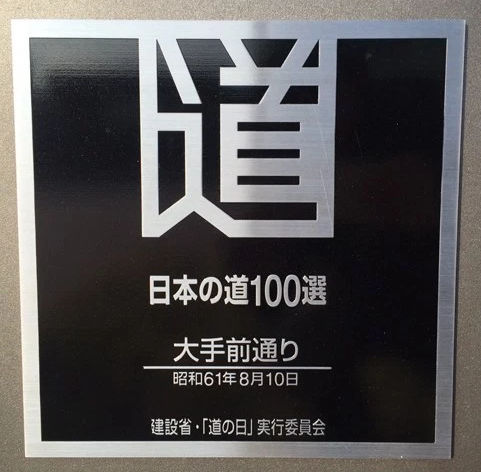 道
日本の道100選
大手前通り
昭和61年8月10日
建設省・「道の日」実行委員会